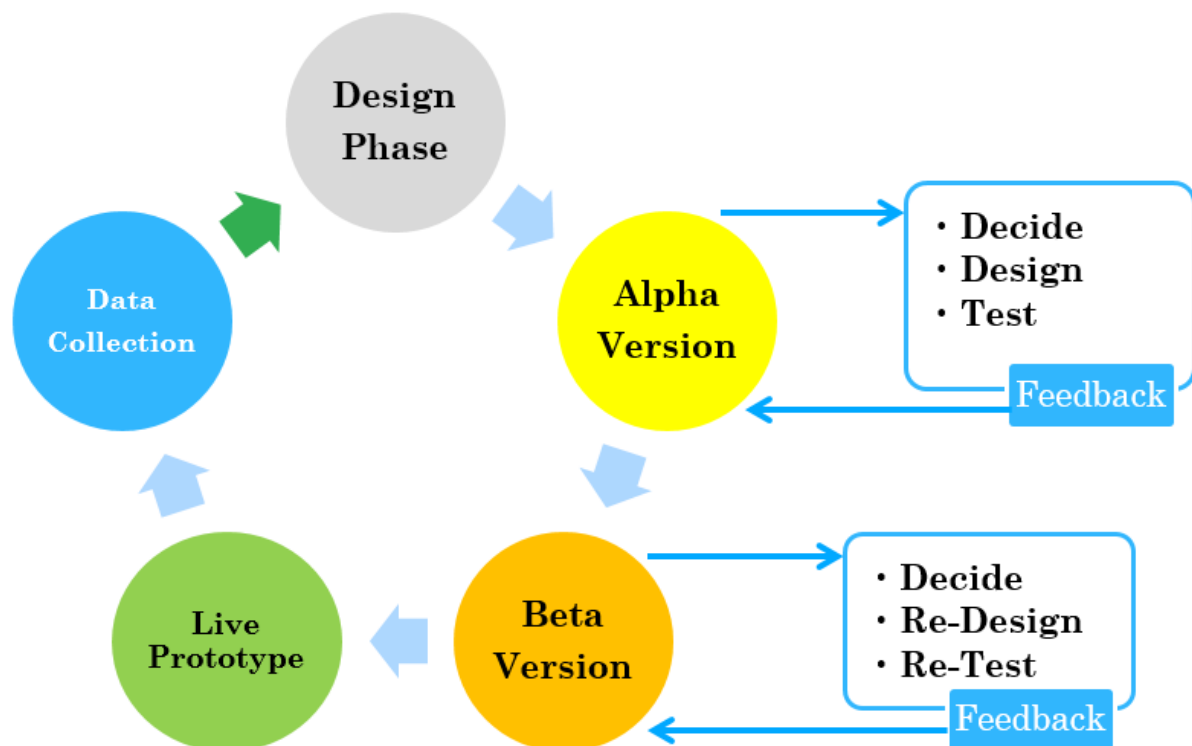 Design
Phase
Alpha
Version
・Decide
・Design
・Test
Feedback
Beta
Version
・Decide
・Re-Design
・Re-Test
Feedback
Live
Prototype
Data
Collection